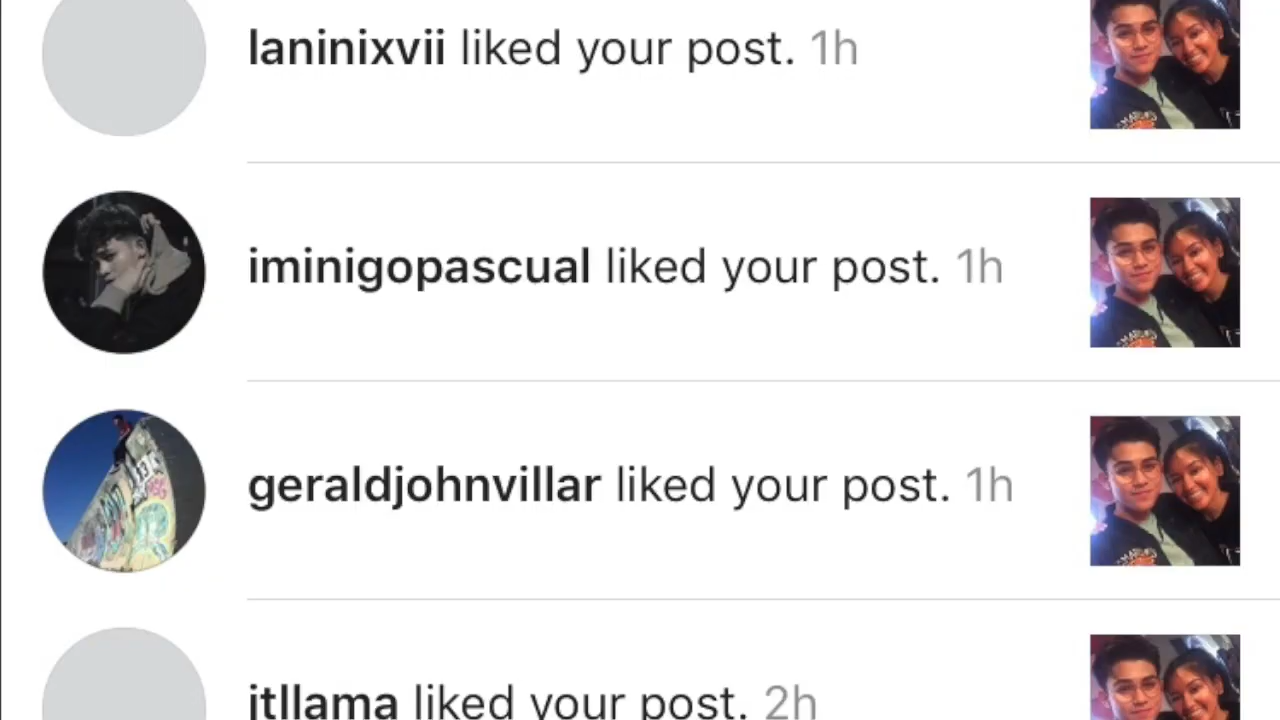 laninixvii liked your post. 1h
iminigopascual liked your post. 1h
geraldjohnvillar liked your post. 1h
jtllama liked your post. 2h